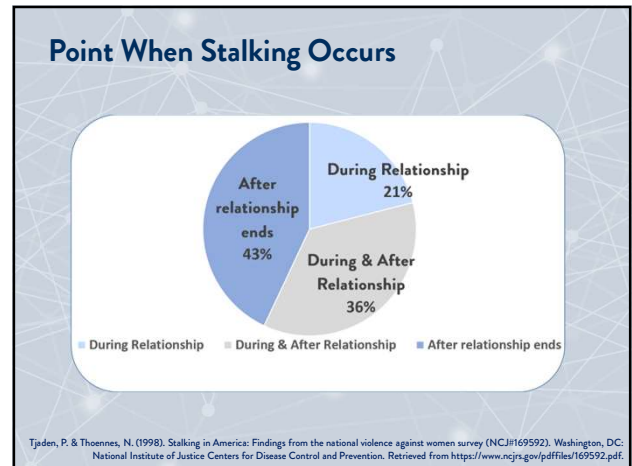 Point When Stalking Occurs
During Relationship
21%
After
relationship
ends
43%
During & After
Relationship
36%
During Relationship During & After Relationship After relationship ends
Tjaden, P. & Thoennes, N. (1998). Stalking in America: Findings from the national violence against women survey (NCJ#169592). Washington, DC:
National Institute of Justice Centers for Disease Control and Prevention. Retrieved from https://www.ncjrs.gov/pdffiles/169592.pdf.